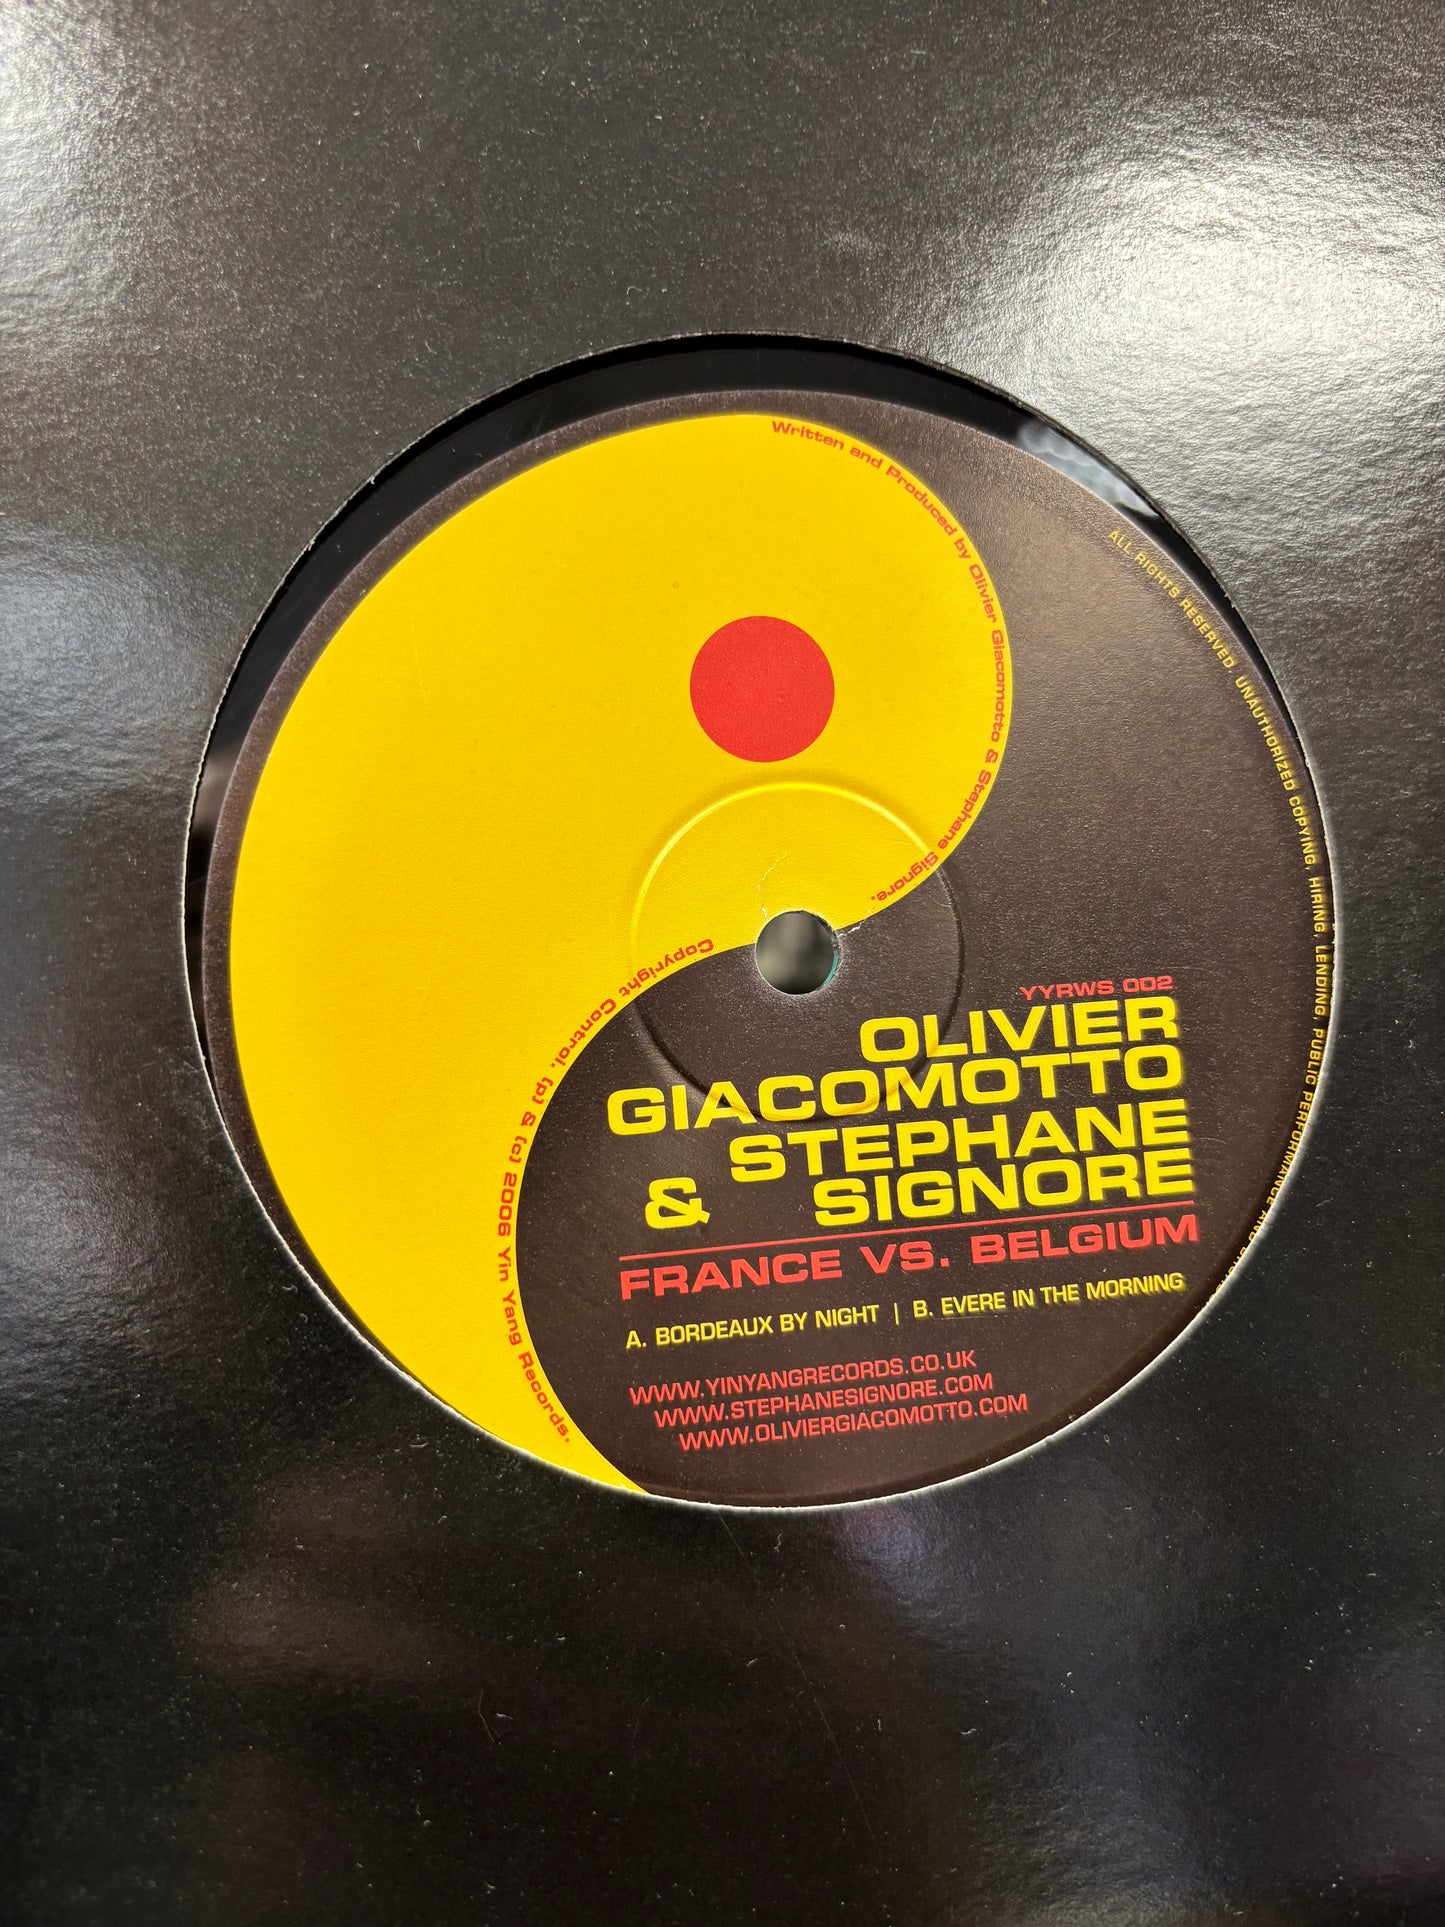 Written and Produced by Olivier Giacomotto & Stephane Signore.
Copyright Control. (p) & (c) 2006 Yin Yang Records.
ALL RIGHTS RESERVED. UNAUTHORIZED COPYING, HIRING, LENDING, PUBLIC PERFORMANCE AND
YYRWS 002
OLIVIER
GIACOMOTTO
STEPHANE
& SIGNORE
FRANCE VS. BELGIUM
A. BORDEAUX BY NIGHT | B. EVERE IN THE MORNING
WWW.YINYANGRECORDS.CO.UK
WWW.STEPHANESIGNORE.COM
WWW.OLIVIERGIACOMOTTO.COM